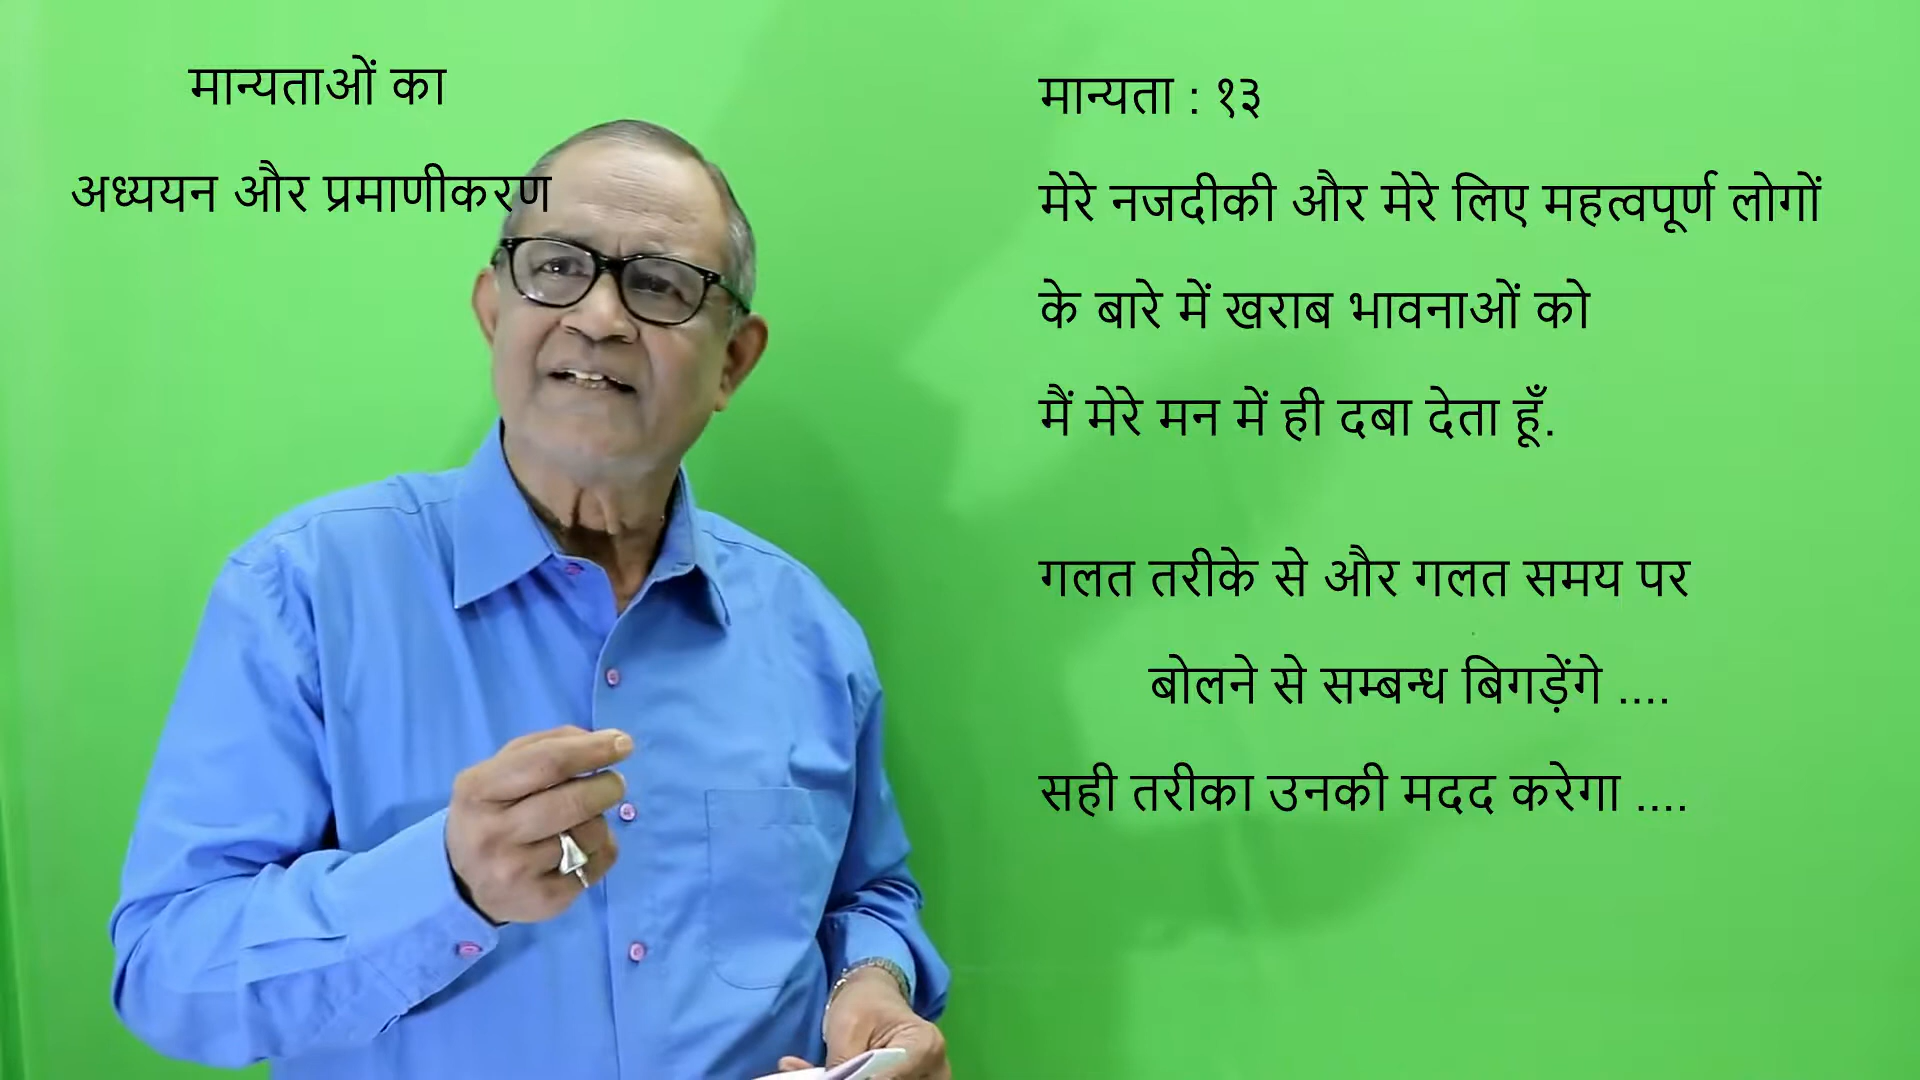 मान्यताओं का
अध्ययन और प्रमाणीकरण
मान्यता : १३
मेरे नजदीकी और मेरे लिए महत्वपूर्ण लोगों
के बारे में खराब भावनाओं को
मैं मेरे मन में ही दबा देता हूँ.
गलत तरीके से और गलत समय पर
बोलने से सम्बन्ध बिगड़ेंगे ....
सही तरीका उनकी मदद करेगा ....